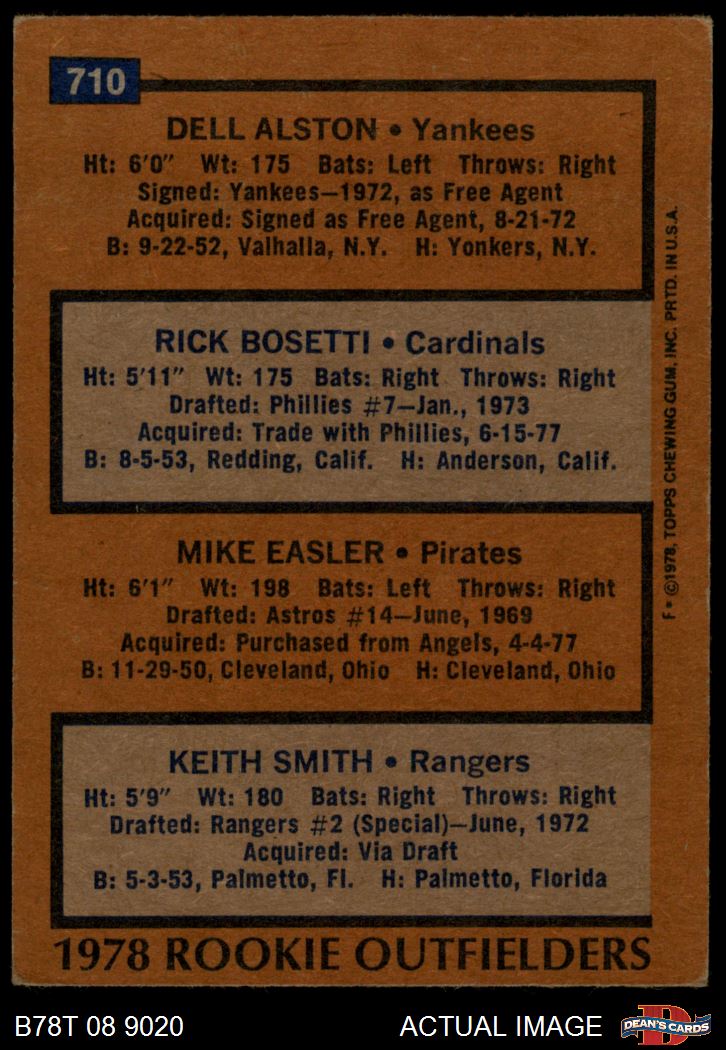 710
DELL ALSTON • Yankees
Ht: 6'0" Wt: 175 Bats: Left Throws: Right
Signed: Yankees—1972, as Free Agent
Acquired: Signed as Free Agent, 8-21-72
B: 9-22-52, Valhalla, N.Y. H: Yonkers, N.Y.
RICK BOSETTI • Cardinals
Ht: 5'11" Wt: 175 Bats: Right Throws: Right
Drafted: Phillies #7—Jan., 1973
Acquired: Trade with Phillies, 6-15-77
B: 8-5-53, Redding, Calif. H: Anderson, Calif.
MIKE EASLER • Pirates
Ht: 6'1" Wt: 198 Bats: Left Throws: Right
Drafted: Astros #14—June, 1969
Acquired: Purchased from Angels, 4-4-77
B: 11-29-50, Cleveland, Ohio H: Cleveland, Ohio
KEITH SMITH • Rangers
Ht: 5'9" Wt: 180 Bats: Right Throws: Right
Drafted: Rangers #2 (Special)—June, 1972
Acquired: Via Draft
B: 5-3-53, Palmetto, Fl. H: Palmetto, Florida
1978 ROOKIE OUTFIELDERS
F* ©1978, TOPPS CHEWING GUM, INC. PRTD. IN U.S.A.
B78T 08 9020 ACTUAL IMAGE
D
DEAN'S CARDS